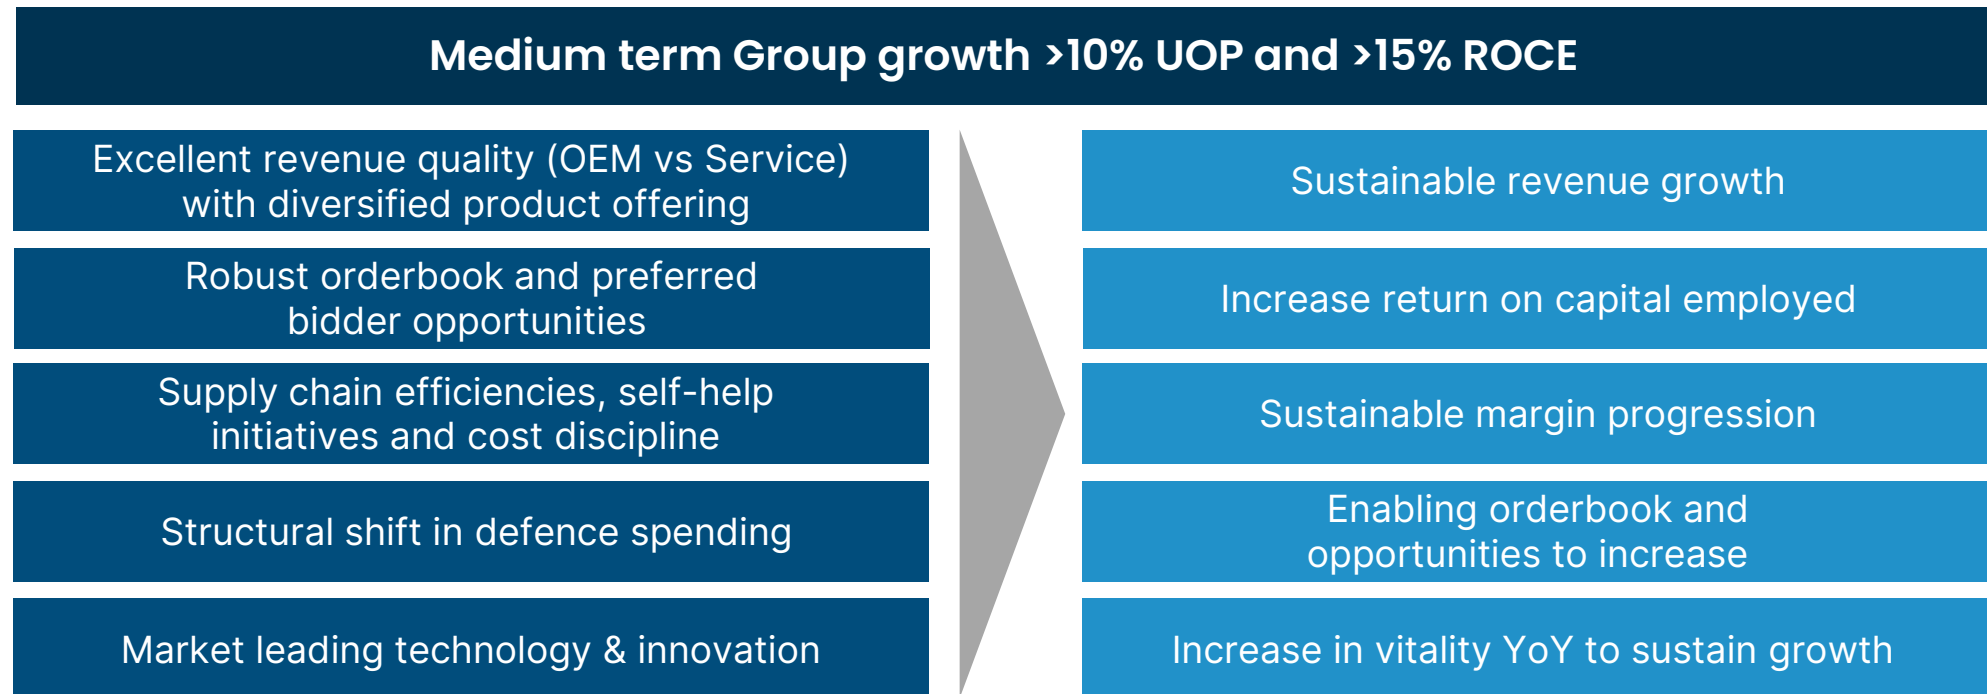 Medium term Group growth >10% UOP and >15% ROCE
Excellent revenue quality (OEM vs Service)
with diversified product offering
Sustainable revenue growth
Robust orderbook and preferred
bidder opportunities
Increase return on capital employed
Supply chain efficiencies, self-help
initiatives and cost discipline
Sustainable margin progression
Structural shift in defence spending
Enabling orderbook and
opportunities to increase
Market leading technology & innovation
Increase in vitality YoY to sustain growth